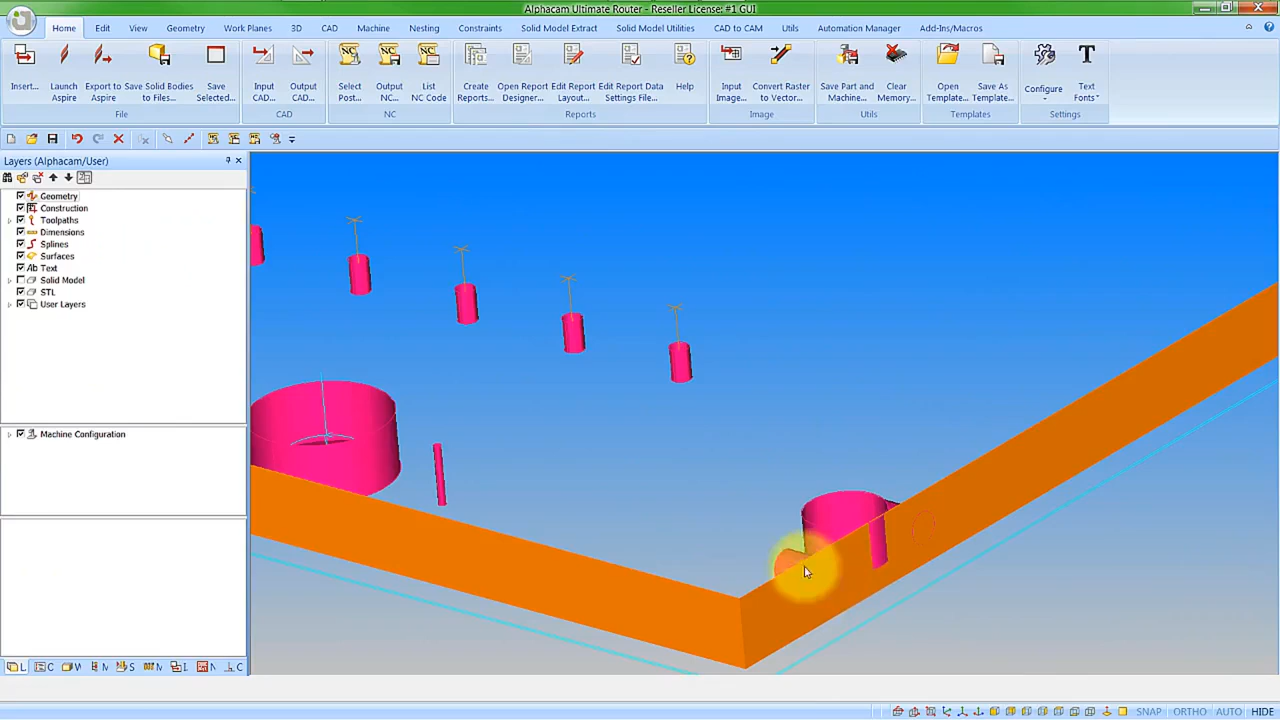 Alphacam Ultimate Router - Reseller License: #1 GUI
Home Edit View Geometry Work Planes 3D CAD Machine Nesting Constraints Solid Model Extract Solid Model Utilities CAD to CAM Utils Automation Manager Add-Ins/Macros
Insert... Launch Aspire Export to Aspire Save Solid Bodies to Files... Save Selected... Input CAD... Output CAD... Select Post... Output NC... List NC Code Create Reports... Open Report Designer... Edit Report Layout... Edit Report Data Settings File... Help Input Image... Convert Raster to Vector... Save Part and Machine... Clear Memory... Open Template... Save As Template... Configure Text Fonts
File CAD NC Reports Image Utils Templates Settings
Layers (Alphacam/User)
Geometry
Construction
Toolpaths
Dimensions
Splines
Surfaces
Ab Text
Solid Model
STL
User Layers
Machine Configuration
L C M S M I. N C
SNAP ORTHO AUTO HIDE